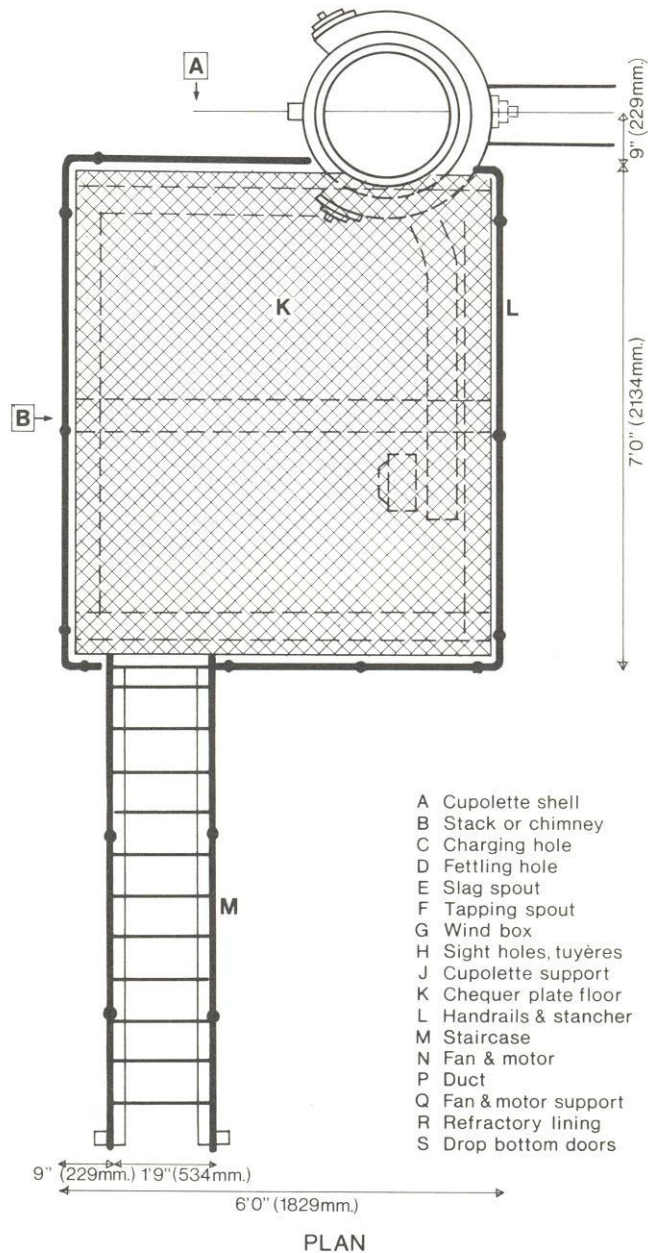 A
9" (229mm.)
K
L
B
7'0" (2134mm.)
M
A Cupolette shell
B Stack or chimney
C Charging hole
D Fettling hole
E Slag spout
F Tapping spout
G Wind box
H Sight holes, tuyères
J Cupolette support
K Chequer plate floor
L Handrails & stancher
M Staircase
N Fan & motor
P Duct
Q Fan & motor support
R Refractory lining
S Drop bottom doors
9" (229mm.) 1'9" (534mm.)
6'0" (1829mm.)
PLAN